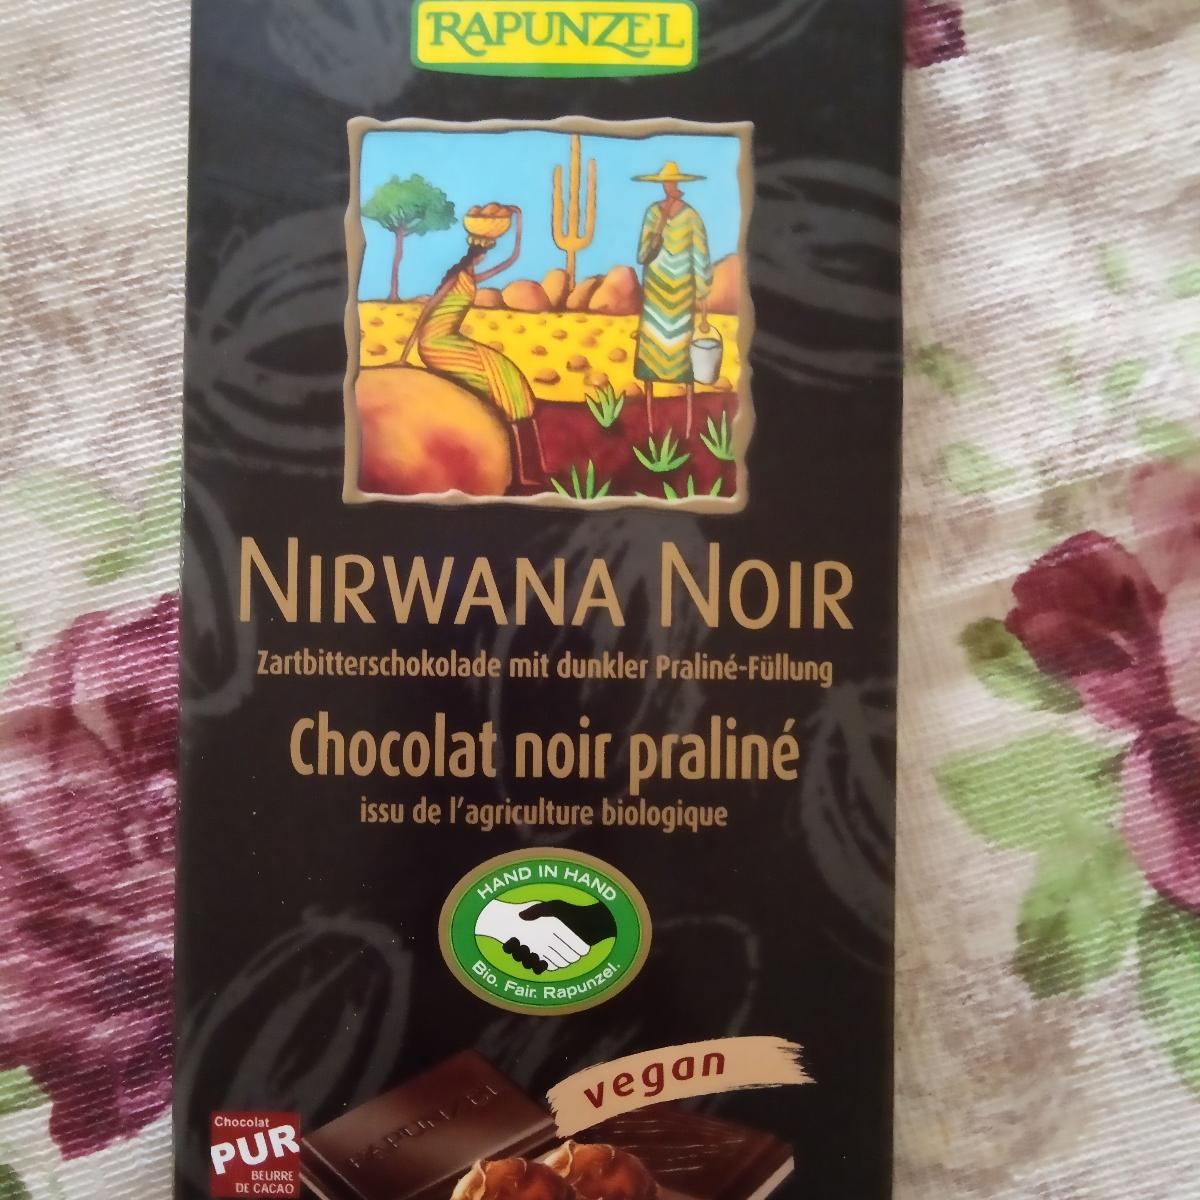 RAPUNZEL
NIRWANA NOIR
Zartbitterschokolade mit dunkler Praliné-Füllung
Chocolat noir praliné
issu de l'agriculture biologique
HAND IN HAND
Bio. Fair. Rapunzel.
vegan
RAPUNZEL
Chocolat
PUR
BEURRE
DE CACAO